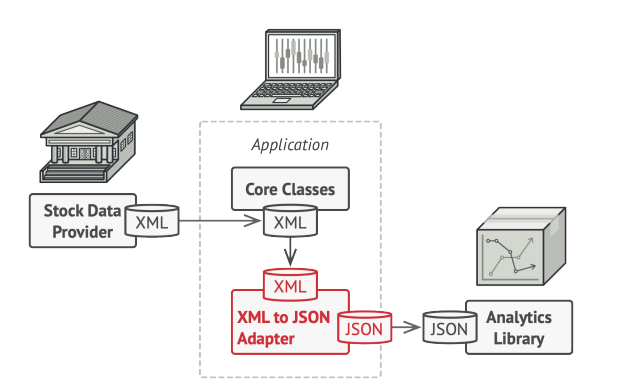 Application
Core Classes
XML
Stock Data
Provider
XML
XML
XML to JSON
Adapter
JSON
JSON
Analytics
Library